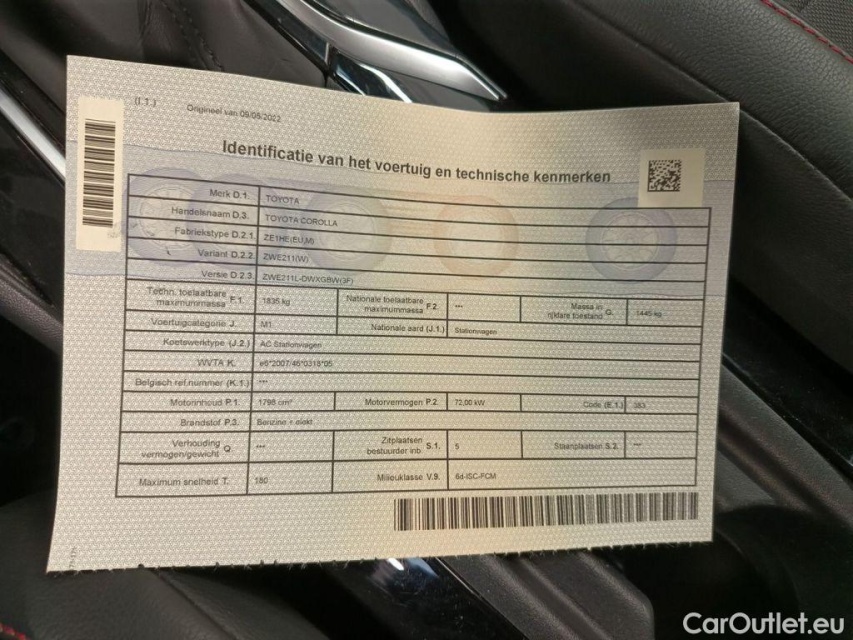 (I.1.)
Origineel van 09/08/2022
Identificatie van het voertuig en technische kenmerken
Merk D.1. TOYOTA
Handelsnaam D.3. TOYOTA COROLLA
Fabriekstype D.2.1. ZE1HE(EU,M)
Variant D.2.2. ZWE211(W)
Versie D 2.3. ZWE211L-DWXGBW(3F)
Techn. toelaatbare maximummassa F.1. 1835 kg Nationale toelaatbare maximummassa F.2. --- Massa in rijklare toestand G. 1445 kg
Voertuigcategorie J. M1 Nationale aard (J.1.) Stationwagen
Koetswerktype (J.2.) AC Stationwagen
WVTA K. e6*2007/46*0318*05
Belgisch ref.nummer (K.1.) ---
Motorinhoud P.1. 1798 cm³ Motorvermogen P.2. 72,00 kW Code (E.1.) 383
Brandstof P.3. Benzine + elekt
Verhouding vermogen/gewicht Q --- Zitplaatsen bestuurder inb. S.1. 5 Staanplaatsen S.2. ---
Maximum snelheid T. 180 Milieuklasse V.9. 6d-ISC-FCM
CarOutlet.eu